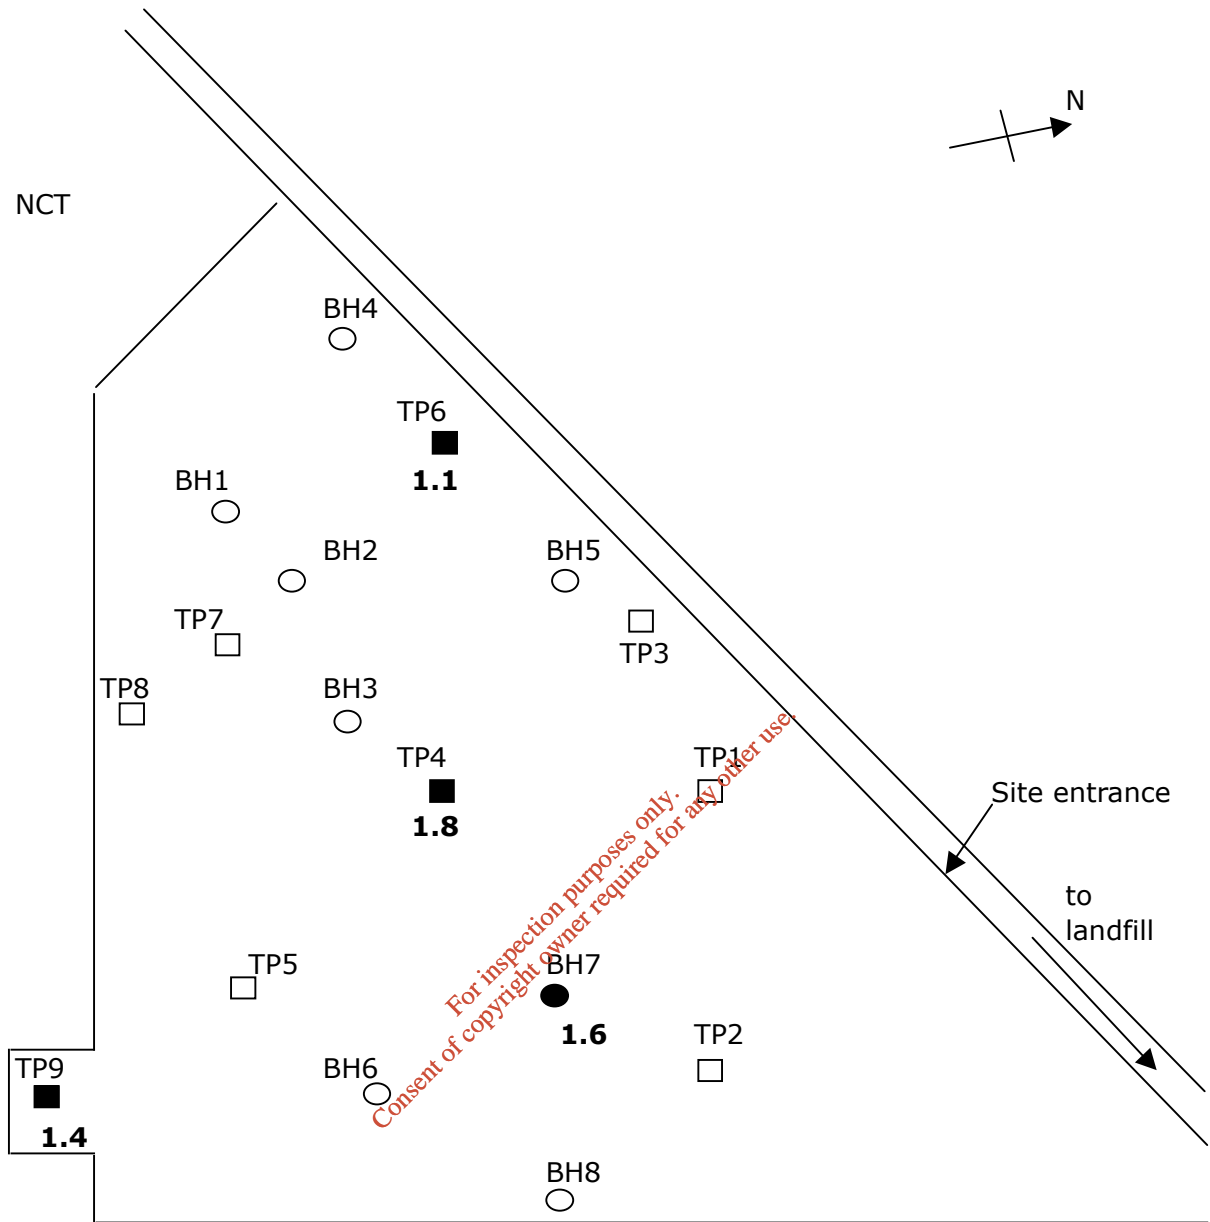 N
NCT
BH4
TP6
1.1
BH1
BH2
BH5
TP7
TP3
TP8
BH3
TP4
TP1
1.8
Site entrance
to
landfill
For inspection purposes only.
Consent of copyright owner required for any other use.
TP5
BH7
1.6
TP2
TP9
BH6
1.4
BH8